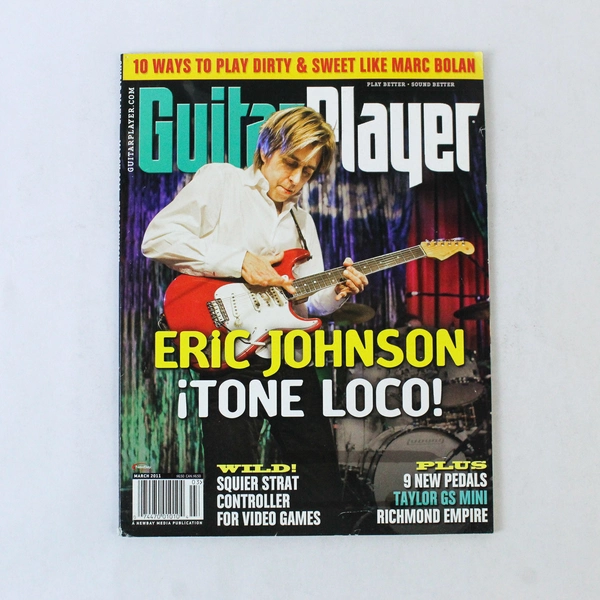 10 WAYS TO PLAY DIRTY & SWEET LIKE MARC BOLAN
PLAY BETTER • SOUND BETTER
GUITARPLAYER.COM
GuitarPlayer
ERiC JOHNSON
¡TONE LOCO!
WILD!
SQUIER STRAT
CONTROLLER
FOR VIDEO GAMES
PLUS
9 NEW PEDALS
TAYLOR GS MINI
RICHMOND EMPIRE
MARCH 2011
A NEWBAY MEDIA PUBLICATION